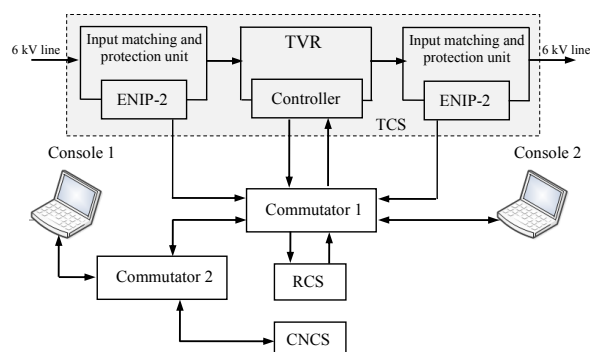 6 kV line
Input matching and
protection unit
ENIP-2
TVR
Controller
Input matching and
protection unit
ENIP-2
6 kV line
TCS
Console 1
Console 2
Commutator 1
Commutator 2
RCS
CNCS